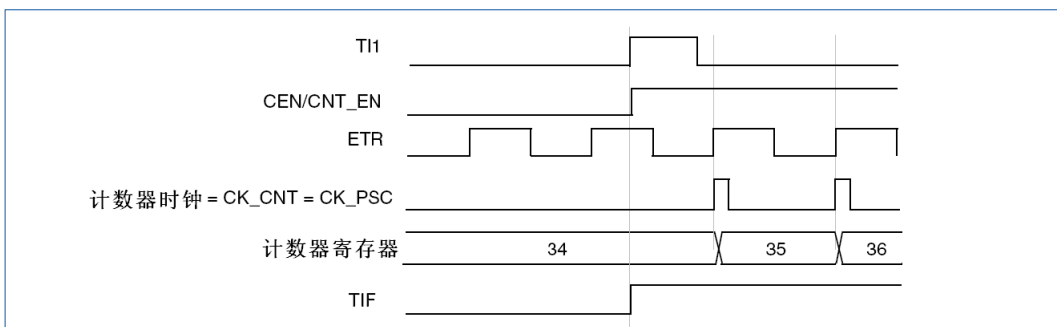 TI1
CEN/CNT_EN
ETR
计数器时钟 = CK_CNT = CK_PSC
计数器寄存器 34 35 36
TIF